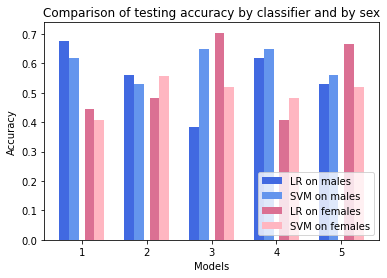 Comparison of testing accuracy by classifier and by sex
0.7
0.6
0.5
0.4
0.3
0.2
0.1
0.0
Accuracy
LR on males
SVM on males
LR on females
SVM on females
1 2 3 4 5
Models